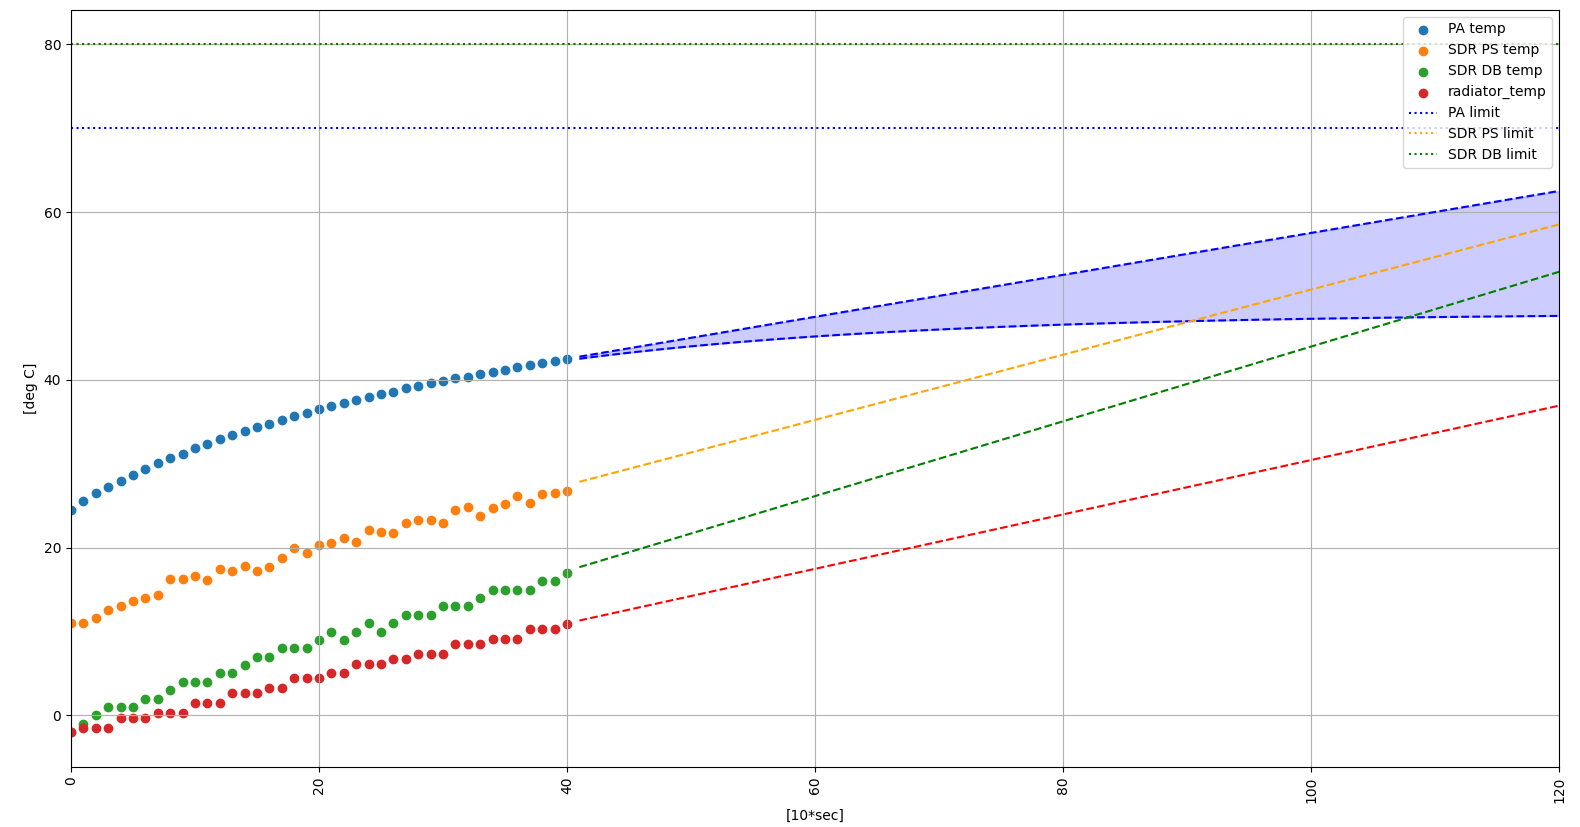 80
60
40
20
0
[deg C]
PA temp
SDR PS temp
SDR DB temp
radiator_temp
PA limit
SDR PS limit
SDR DB limit
0
20
40
60
80
100
120
[10*sec]